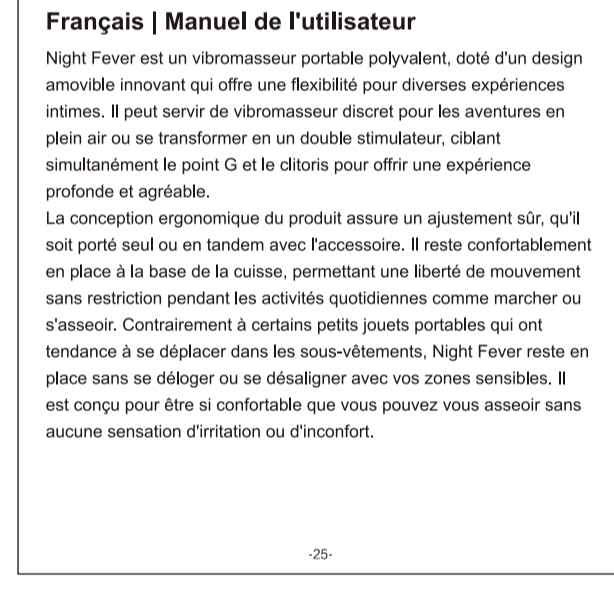 Français | Manuel de l'utilisateur
Night Fever est un vibromasseur portable polyvalent, doté d'un design
amovible innovant qui offre une flexibilité pour diverses expériences
intimes. Il peut servir de vibromasseur discret pour les aventures en
plein air ou se transformer en un double stimulateur, ciblant
simultanément le point G et le clitoris pour offrir une expérience
profonde et agréable.
La conception ergonomique du produit assure un ajustement sûr, qu'il
soit porté seul ou en tandem avec l'accessoire. Il reste confortablement
en place à la base de la cuisse, permettant une liberté de mouvement
sans restriction pendant les activités quotidiennes comme marcher ou
s'asseoir. Contrairement à certains petits jouets portables qui ont
tendance à se déplacer dans les sous-vêtements, Night Fever reste en
place sans se déloger ou se désaligner avec vos zones sensibles. Il
est conçu pour être si confortable que vous pouvez vous asseoir sans
aucune sensation d'irritation ou d'inconfort.
-25-